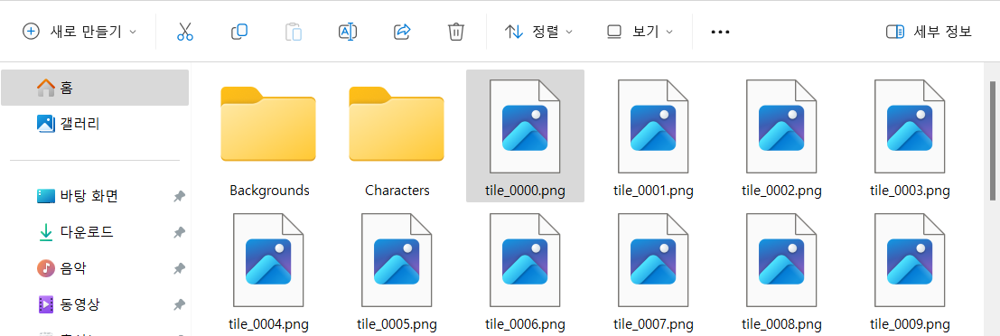 새로 만들기
정렬
보기
세부 정보
홈
갤러리
바탕 화면
다운로드
음악
동영상
Backgrounds
Characters
tile_0000.png
tile_0001.png
tile_0002.png
tile_0003.png
tile_0004.png
tile_0005.png
tile_0006.png
tile_0007.png
tile_0008.png
tile_0009.png